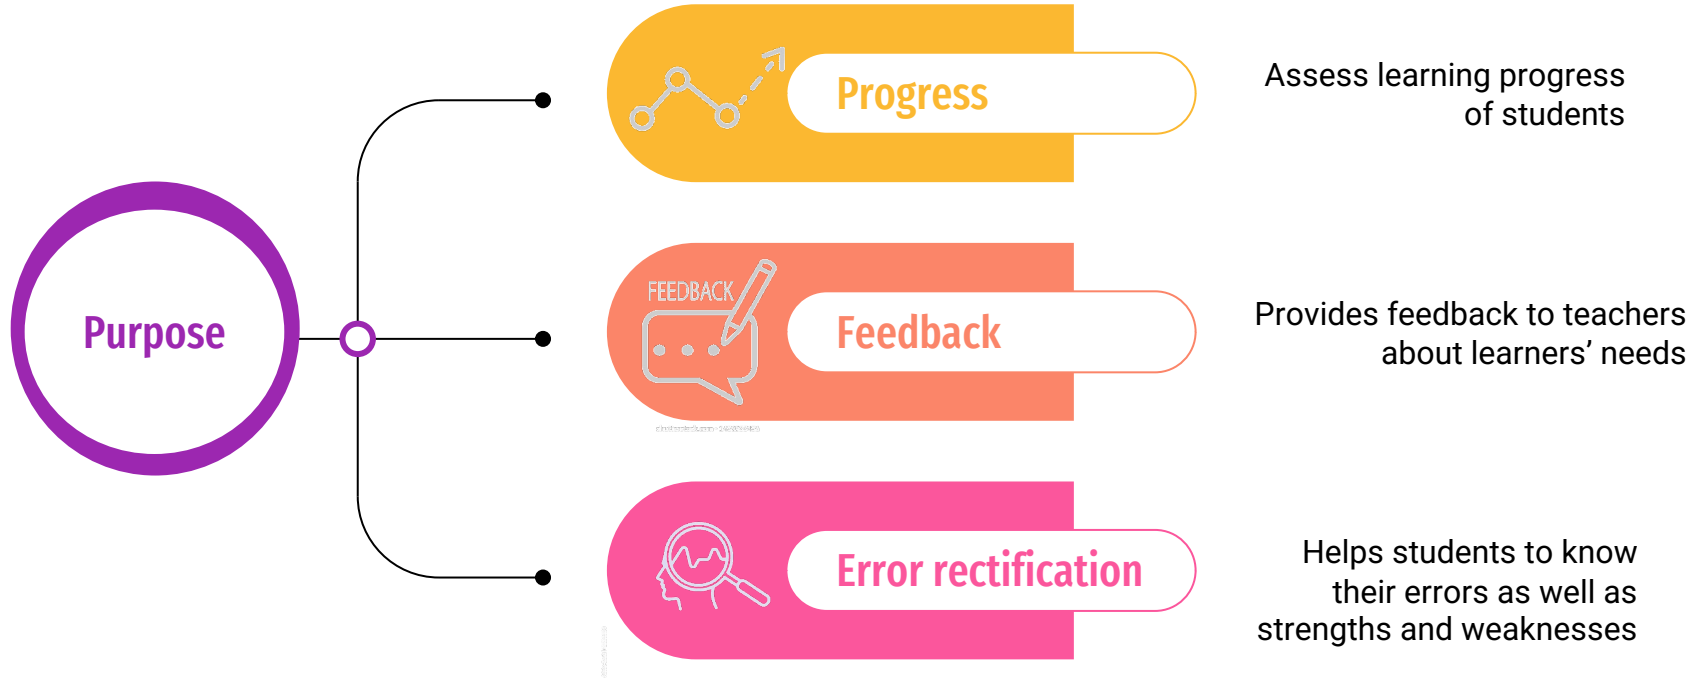 Progress
Assess learning progress
of students
Purpose
FEEDBACK
Feedback
Provides feedback to teachers
about learners’ needs
Error rectification
Helps students to know
their errors as well as
strengths and weaknesses